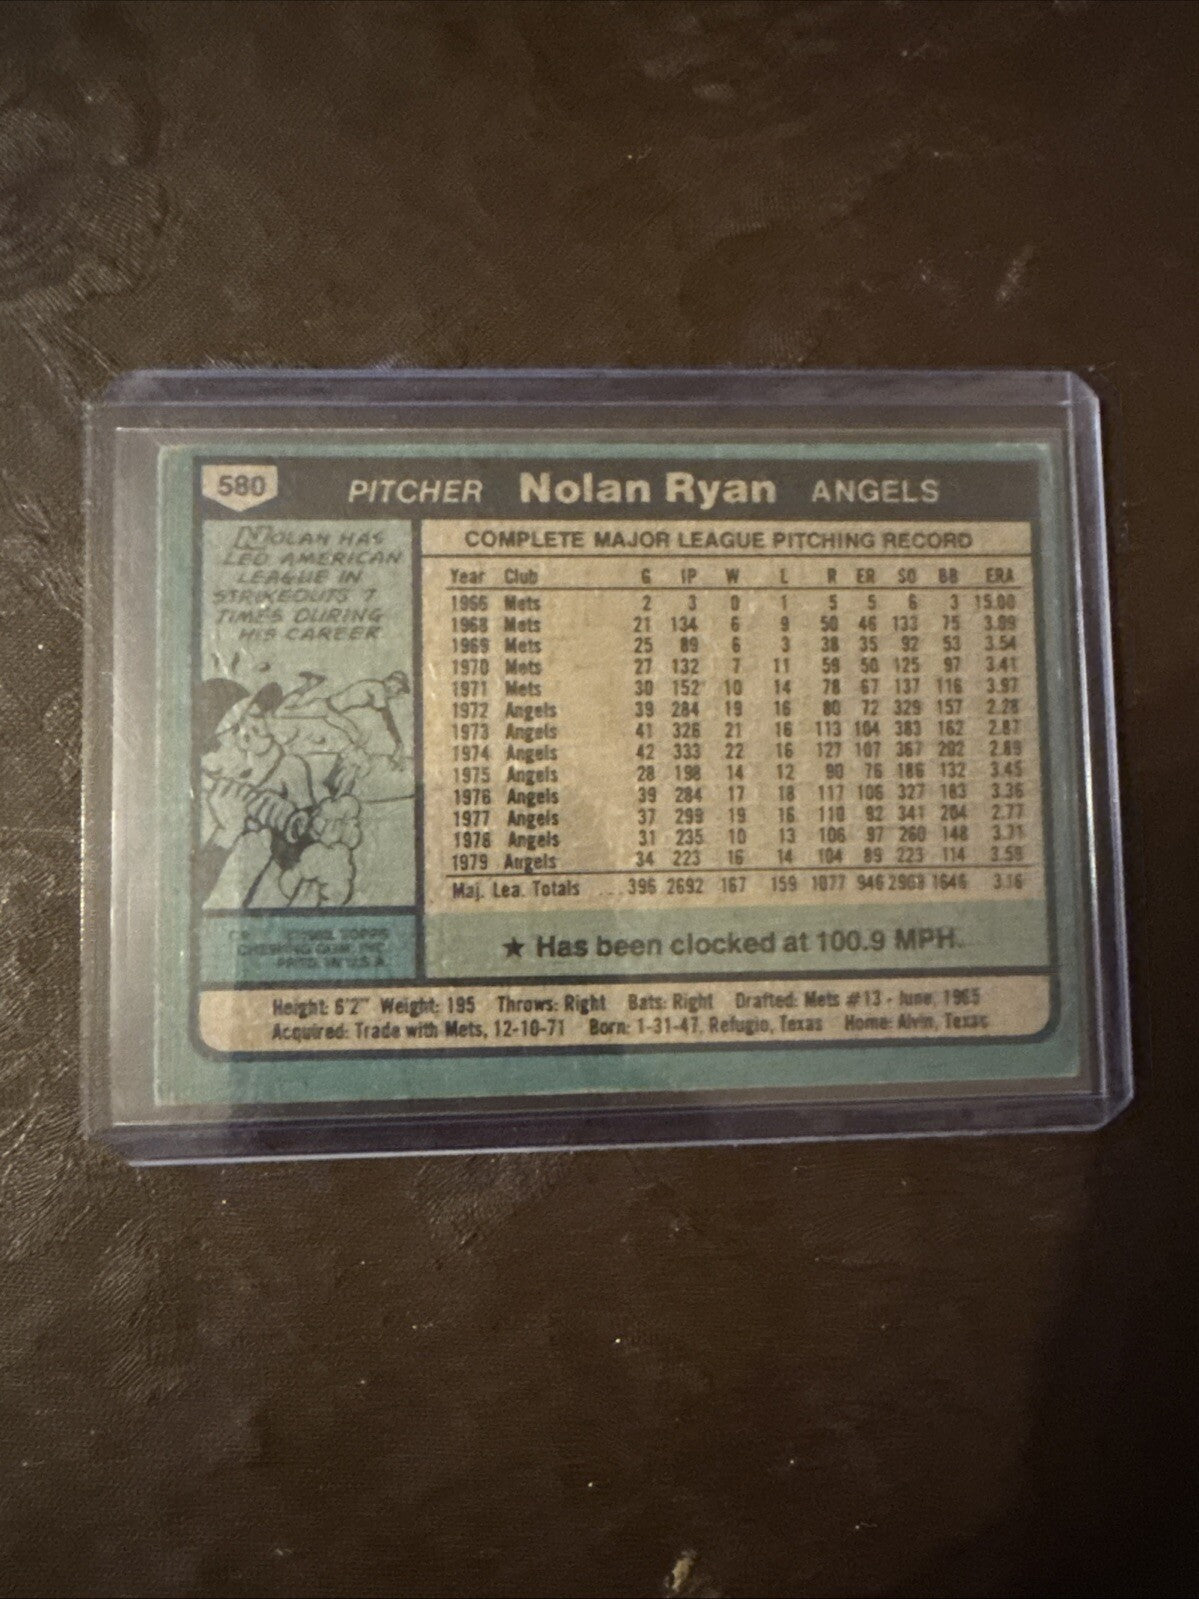 580 PITCHER Nolan Ryan ANGELS
NOLAN HAS
LED AMERICAN
LEAGUE IN
STRIKEOUTS 7
TIMES DURING
HIS CAREER
COMPLETE MAJOR LEAGUE PITCHING RECORD
Year Club G IP W L R ER SO BB ERA
1966 Mets 2 3 0 1 5 5 6 3 15.00
1968 Mets 21 134 6 9 50 46 133 75 3.09
1969 Mets 25 89 6 3 38 35 92 53 3.54
1970 Mets 27 132 7 11 59 50 125 97 3.41
1971 Mets 30 152 10 14 78 67 137 116 3.97
1972 Angels 39 284 19 16 80 72 329 157 2.28
1973 Angels 41 326 21 16 113 104 383 162 2.87
1974 Angels 42 333 22 16 127 107 367 202 2.89
1975 Angels 28 198 14 12 90 76 186 132 3.45
1976 Angels 39 284 17 18 117 106 327 183 3.36
1977 Angels 37 299 19 16 110 92 341 204 2.77
1978 Angels 31 235 10 13 106 97 260 148 3.71
1979 Angels 34 223 16 14 104 89 223 114 3.59
Maj. Lea. Totals ...396 2692 167 159 1077 946 2968 1646 3.16
★ Has been clocked at 100.9 MPH.
TOPPS
CHEWING GUM, INC.
PRTD. IN U.S.A.
Height: 6'2" Weight: 195 Throws: Right Bats: Right Drafted: Mets #13 - June, 1965
Acquired: Trade with Mets, 12-10-71 Born: 1-31-47, Refugio, Texas Home: Alvin, Texas